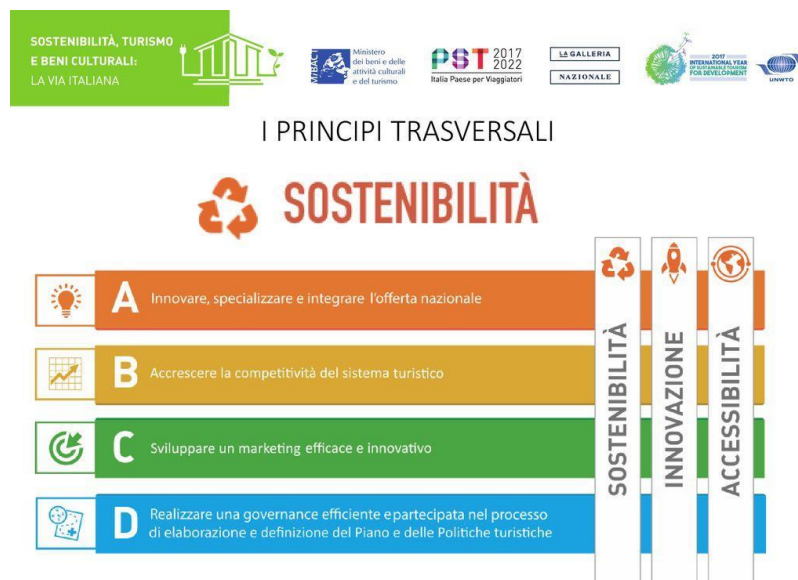 SOSTENIBILITÀ, TURISMO
E BENI CULTURALI:
LA VIA ITALIANA
MiBACT
Ministero
dei beni e delle
attività culturali
e del turismo
PST 2017
2022
Italia Paese per Viaggiatori
LA GALLERIA
NAZIONALE
2017
INTERNATIONAL YEAR
OF SUSTAINABLE TOURISM
FOR DEVELOPMENT
UNWTO
I PRINCIPI TRASVERSALI
SOSTENIBILITÀ
A Innovare, specializzare e integrare l'offerta nazionale
B Accrescere la competitività del sistema turistico
C Sviluppare un marketing efficace e innovativo
D Realizzare una governance efficiente e partecipata nel processo
di elaborazione e definizione del Piano e delle Politiche turistiche
SOSTENIBILITÀ
INNOVAZIONE
ACCESSIBILITÀ